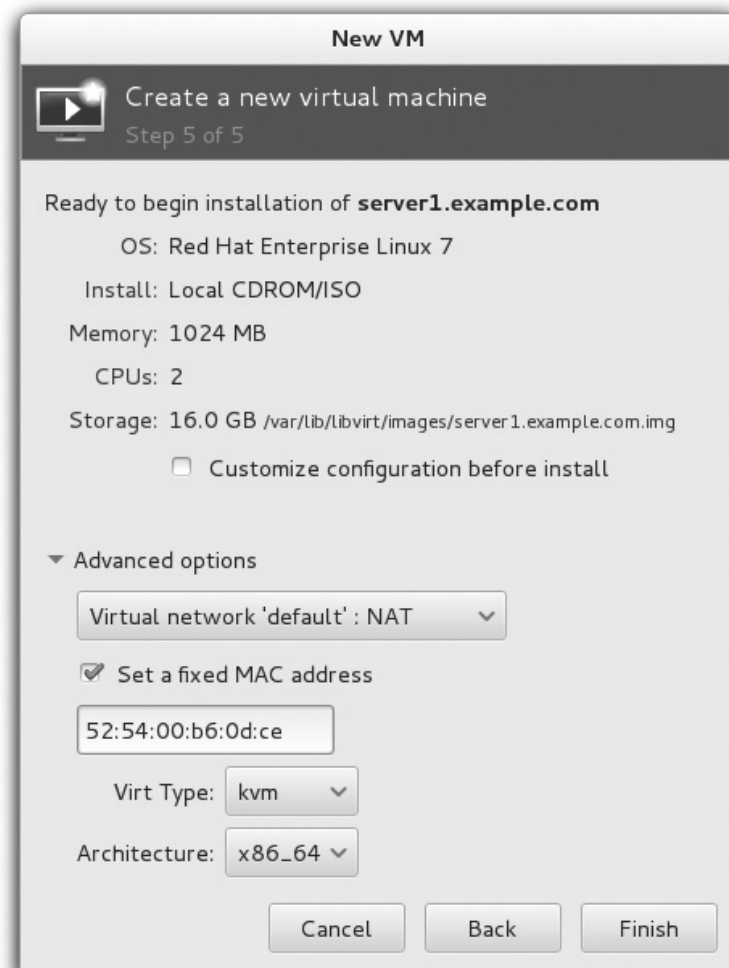 New VM
Create a new virtual machine
Step 5 of 5
Ready to begin installation of server1.example.com
OS: Red Hat Enterprise Linux 7
Install: Local CDROM/ISO
Memory: 1024 MB
CPUs: 2
Storage: 16.0 GB /var/lib/libvirt/images/server1.example.com.img
Customize configuration before install
Advanced options
Virtual network 'default' : NAT
Set a fixed MAC address
52:54:00:b6:0d:ce
Virt Type: kvm
Architecture: x86_64
Cancel Back Finish